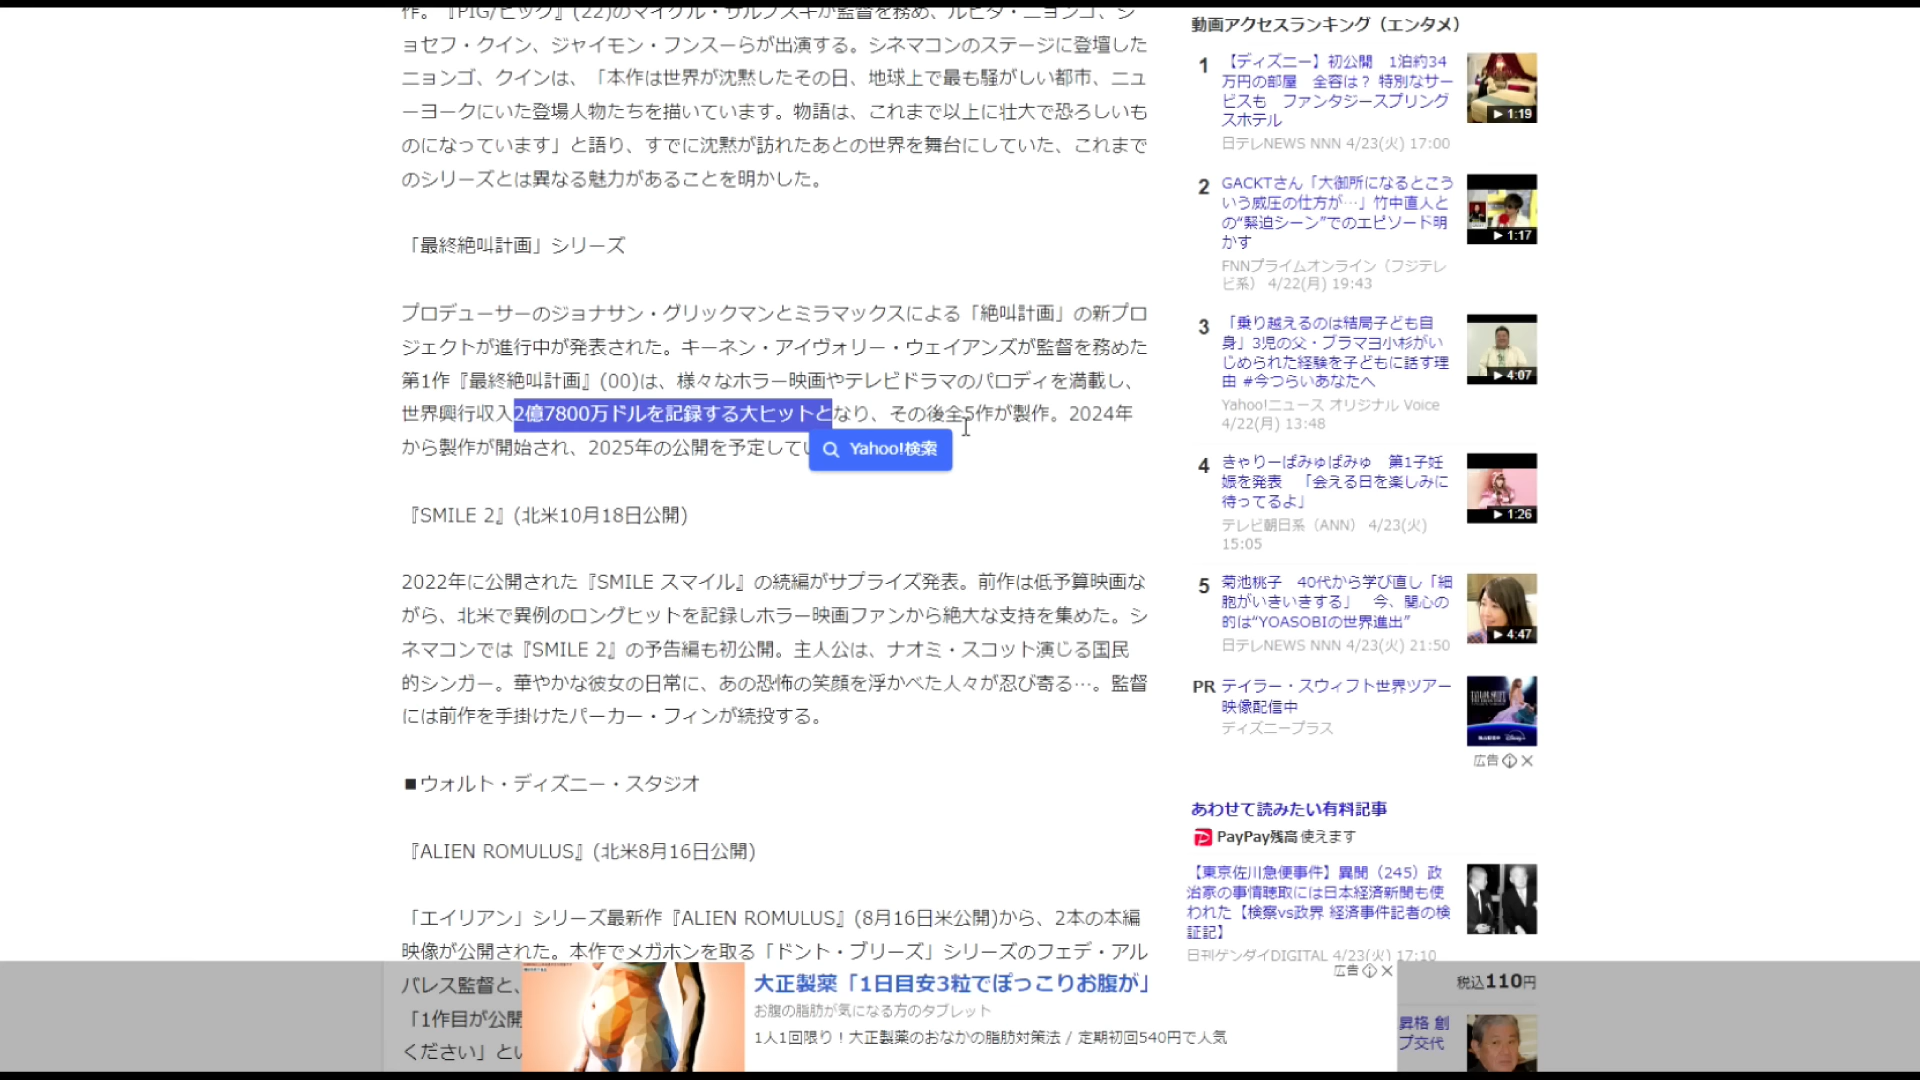 作。『PIG/ピッグ』(22)のマイケル・サルノスキが監督を務め、ルピタ・ニョンゴ、ジ
ョセフ・クイン、ジャイモン・フンスーらが出演する。シネマコンのステージに登壇した
ニョンゴ、クインは、「本作は世界が沈黙したその日、地球上で最も騒がしい都市、ニュ
ーヨークにいた登場人物たちを描いています。物語は、これまで以上に壮大で恐ろしいも
のになっています」と語り、すでに沈黙が訪れたあとの世界を舞台にしていた、これまで
のシリーズとは異なる魅力があることを明かした。
「最終絶叫計画」シリーズ
プロデューサーのジョナサン・グリックマンとミラマックスによる「絶叫計画」の新プロ
ジェクトが進行中が発表された。キーネン・アイヴォリー・ウェイアンズが監督を務めた
第1作『最終絶叫計画』(00)は、様々なホラー映画やテレビドラマのパロディを満載し、
世界興行収入2億7800万ドルを記録する大ヒットとなり、その後全5作が製作。2024年
から製作が開始され、2025年の公開を予定してい
Yahoo!検索
『SMILE 2』(北米10月18日公開)
2022年に公開された『SMILE スマイル』の続編がサプライズ発表。前作は低予算映画な
がら、北米で異例のロングヒットを記録しホラー映画ファンから絶大な支持を集めた。シ
ネマコンでは『SMILE 2』の予告編も初公開。主人公は、ナオミ・スコット演じる国民
的シンガー。華やかな彼女の日常に、あの恐怖の笑顔を浮かべた人々が忍び寄る…。監督
には前作を手掛けたパーカー・フィンが続投する。
■ウォルト・ディズニー・スタジオ
『ALIEN ROMULUS』(北米8月16日公開)
「エイリアン」シリーズ最新作『ALIEN ROMULUS』(8月16日米公開)から、2本の本編
映像が公開された。本作でメガホンを取る「ドント・ブリーズ」シリーズのフェデ・アル
バレス監督と、
「1作目が公開
ください」とい
動画アクセスランキング（エンタメ）
1
【ディズニー】初公開　1泊約34
万円の部屋　全容は？ 特別なサー
ビスも　ファンタジースプリング
スホテル
日テレNEWS NNN 4/23(火) 17:00
1:19
2
GACKTさん「大御所になるとこう
いう威圧の仕方が…」竹中直人と
の“緊迫シーン”でのエピソード明
かす
FNNプライムオンライン（フジテレ
ビ系） 4/22(月) 19:43
1:17
3
「乗り越えるのは結局子ども自
身」3児の父・ブラマヨ小杉がい
じめられた経験を子どもに話す理
由 #今つらいあなたへ
Yahoo!ニュース オリジナル Voice
4/22(月) 13:48
4:07
4
きゃりーぱみゅぱみゅ　第1子妊
娠を発表　「会える日を楽しみに
待ってるよ」
テレビ朝日系（ANN） 4/23(火)
15:05
1:26
5
菊池桃子　40代から学び直し「細
胞がいきいきする」　今、関心の
的は“YOASOBIの世界進出”
日テレNEWS NNN 4/23(火) 21:50
4:47
PR
テイラー・スウィフト世界ツアー
映像配信中
ディズニープラス
広告
あわせて読みたい有料記事
PayPay残高 使えます
【東京佐川急便事件】異聞（245）政
治家の事情聴取には日本経済新聞も使
われた【検察vs政界 経済事件記者の検
証記】
日刊ゲンダイDIGITAL 4/23(火) 17:10
広告
税込110円
昇格 創
プ交代
大正製薬「1日目安3粒でぽっこりお腹が」
お腹の脂肪が気になる方のタブレット
1人1回限り！大正製薬のおなかの脂肪対策法 / 定期初回540円で人気